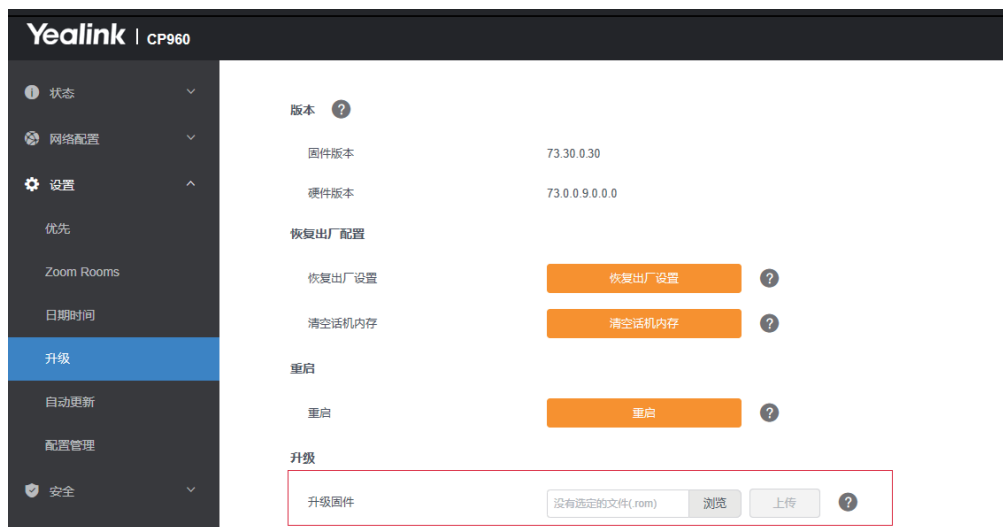 Yealink | CP960
状态
网络配置
设置
优先
Zoom Rooms
日期时间
升级
自动更新
配置管理
安全
版本 ?
固件版本 73.30.0.30
硬件版本 73.0.0.9.0.0.0
恢复出厂配置
恢复出厂设置 恢复出厂设置 ?
清空话机内存 清空话机内存 ?
重启
重启 重启 ?
升级
升级固件 没有选定的文件(.rom) 浏览 上传 ?